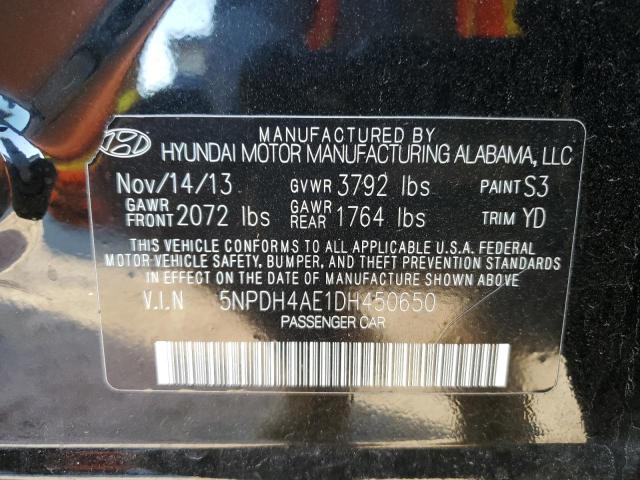 MANUFACTURED BY
HYUNDAI MOTOR MANUFACTURING ALABAMA, LLC
Nov/14/13 GVWR 3792 lbs PAINT S3
GAWR FRONT 2072 lbs GAWR REAR 1764 lbs TRIM YD
THIS VEHICLE CONFORMS TO ALL APPLICABLE U.S.A. FEDERAL
MOTOR VEHICLE SAFETY, BUMPER, AND THEFT PREVENTION STANDARDS
IN EFFECT ON THE DATE OF MANUFACTURE SHOWN ABOVE.
V.I.N 5NPDH4AE1DH450650
PASSENGER CAR